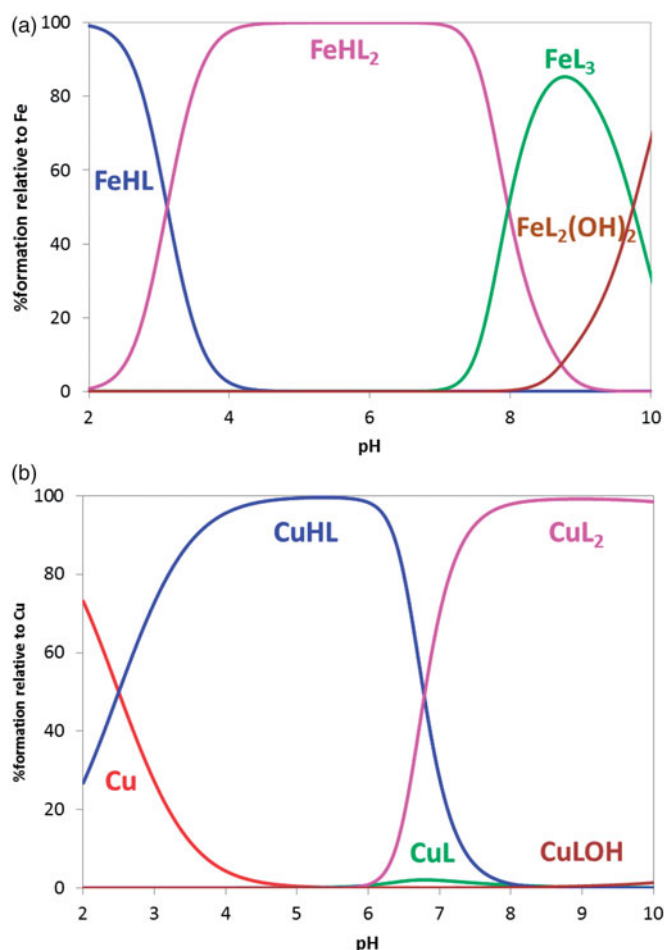 (a)
%formation relative to Fe
100
80
60
40
20
0
FeHL
FeHL₂
FeL₃
FeL₂(OH)₂
2 4 6 8 10
pH
(b)
%formation relative to Cu
100
80
60
40
20
0
Cu
CuHL
CuL
CuL₂
CuLOH
2 3 4 5 6 7 8 9 10
pH